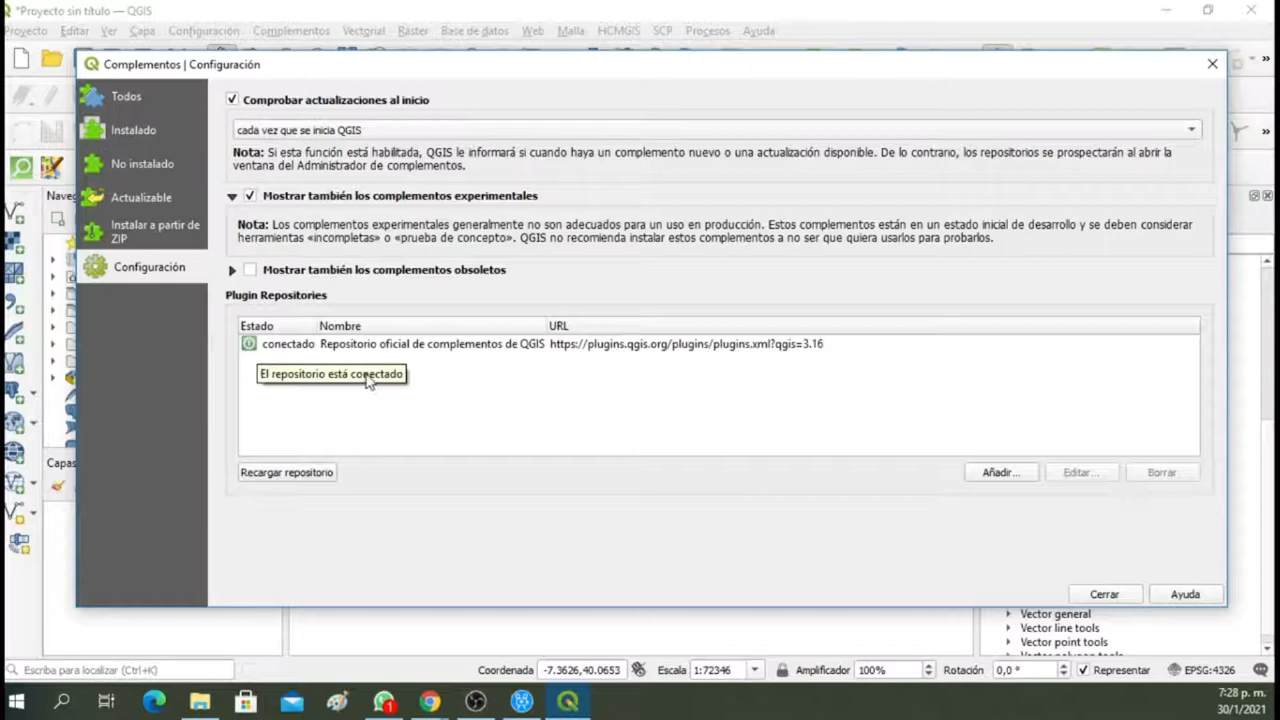 *Proyecto sin título — QGIS
Proyecto Editar Ver Capa Configuración Complementos Vectorial Ráster Base de datos Web Malla HCMGIS SCP Procesos Ayuda
Complementos | Configuración
Todos
Instalado
No instalado
Actualizable
Instalar a partir de
ZIP
Configuración
Comprobar actualizaciones al inicio
cada vez que se inicia QGIS
Nota: Si esta función está habilitada, QGIS le informará si cuando haya un complemento nuevo o una actualización disponible. De lo contrario, los repositorios se prospectarán al abrir la
ventana del Administrador de complementos.
Mostrar también los complementos experimentales
Nota: Los complementos experimentales generalmente no son adecuados para un uso en producción. Estos complementos están en un estado inicial de desarrollo y se deben considerar
herramientas «incompletas» o «prueba de concepto». QGIS no recomienda instalar estos complementos a no ser que quiera usarlos para probarlos.
Mostrar también los complementos obsoletos
Plugin Repositories
Estado Nombre URL
conectado Repositorio oficial de complementos de QGIS https://plugins.qgis.org/plugins/plugins.xml?qgis=3.16
El repositorio está conectado
Recargar repositorio Añadir... Editar... Borrar
Cerrar Ayuda
Nave
Capas
Vector general
Vector line tools
Vector point tools
Escriba para localizar (Ctrl+K) Coordenada -7.3626,40.0653 Escala 1:72346 Amplificador 100% Rotación 0,0 ° Representar EPSG:4326
1
7:28 p. m.
30/1/2021